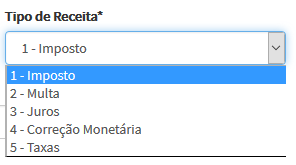 Tipo de Receita*
1 - Imposto
1 - Imposto
2 - Multa
3 - Juros
4 - Correção Monetária
5 - Taxas